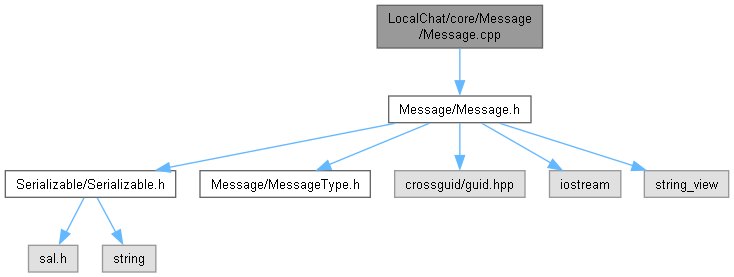 LocalChat/core/Message
/Message.cpp
Message/Message.h
Serializable/Serializable.h
Message/MessageType.h
crossguid/guid.hpp
iostream
string_view
sal.h
string